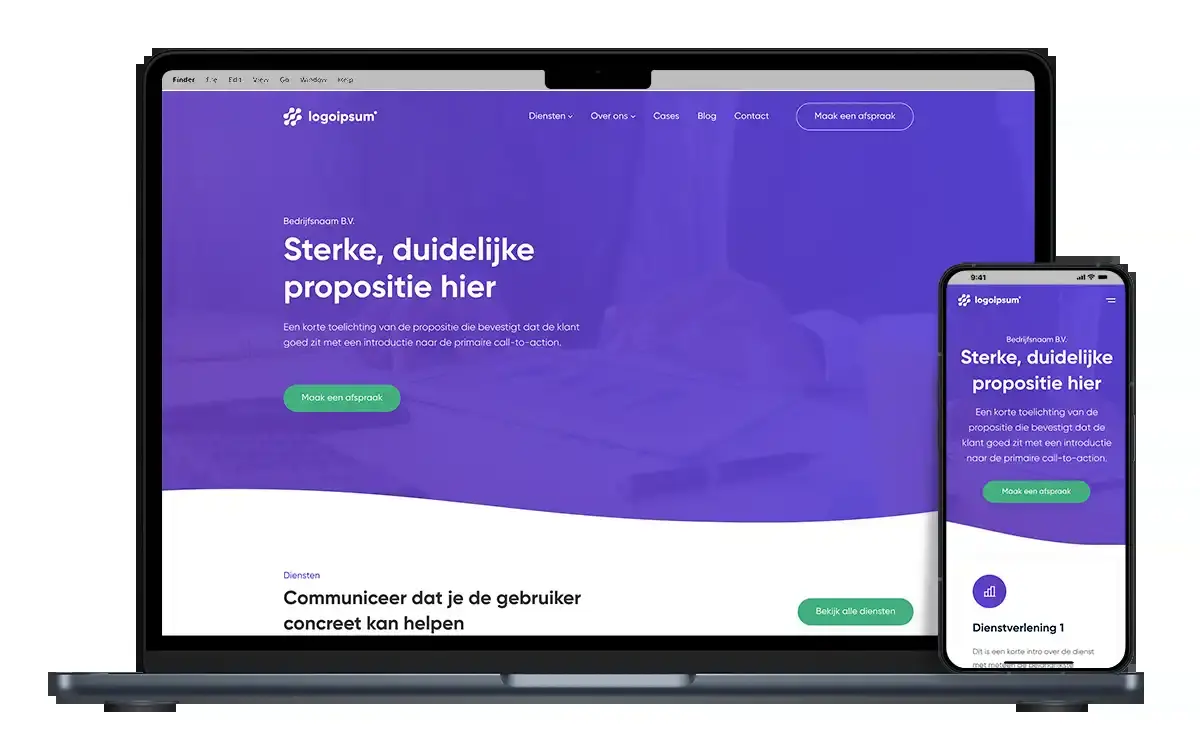 Finder File Edit View Go Window Help
logoipsum
Diensten Over ons Cases Blog Contact Maak een afspraak
Bedrijfsnaam B.V.
Sterke, duidelijke
propositie hier
Een korte toelichting van de propositie die bevestigt dat de klant
goed zit met een introductie naar de primaire call-to-action.
Maak een afspraak
Diensten
Communiceer dat je de gebruiker
concreet kan helpen
Bekijk alle diensten
9:41
logoipsum
Bedrijfsnaam B.V.
Sterke, duidelijke
propositie hier
Een korte toelichting van de
propositie die bevestigt dat de
klant goed zit met een introductie
naar de primaire call-to-action.
Maak een afspraak
Dienstverlening 1
Dit is een korte intro over de dienst
met meteen de